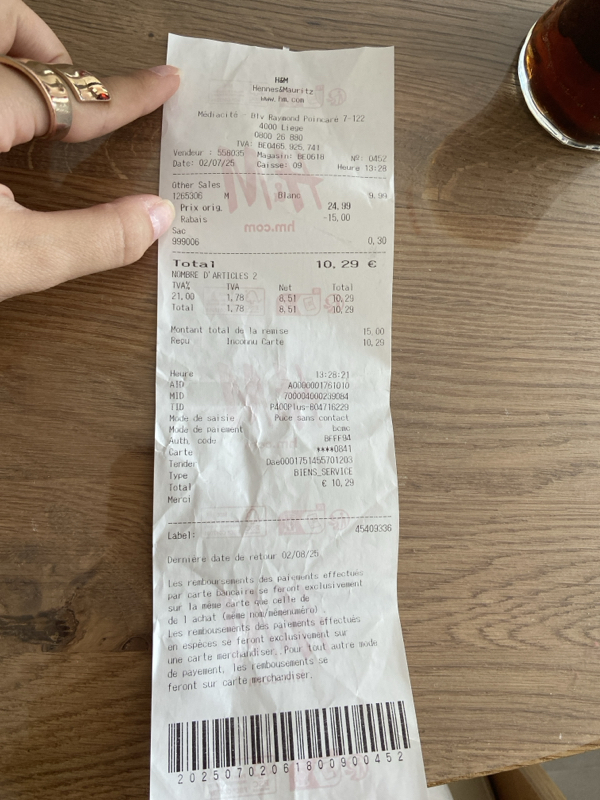 H&M
Hennes&Mauritz
www.hm.com
Médiacité - Blv Raymond Poincaré 7-122
4000 Liege
0800 26 880
TVA: BE0465.925.741
Vendeur : 558035 Magasin: BE0618 N°: 0452
Date: 02/07/25 Caisse: 09 Heure 13:28
Other Sales
1265306 M Blanc 9,99
Prix orig. 24,99
Rabais -15,00
Sac
999006 0,30
Total 10,29 €
NOMBRE D'ARTICLES 2
TVA% TVA Net Total
21,00 1,78 8,51 10,29
Total 1,78 8,51 10,29
Montant total de la remise 15,00
Reçu Inconnu Carte 10,29
Heure 13:28:21
AID A0000001761010
MID 700004000239084
TID P400Plus-804716229
Mode de saisie Puce sans contact
Mode de paiement bcmc
Auth. code BFFF94
Carte ****0841
Tender Dae0001751455701203
Type BIENS_SERVICE
Total € 10,29
Merci
Label: 45409336
Dernière date de retour 02/08/25
Les remboursements des paiements effectués
par carte bancaire se feront exclusivement
sur la même carte que celle de
de l achat (même nom/mêmenuméro).
Les remboursements des paiements effectués
en espèces se feront exclusivement sur
une carte merchandiser. Pour tout autre mode
de payement, les rembousements se
feront sur carte merchandiser.
2025070206180 0900452
H&M
hm.com